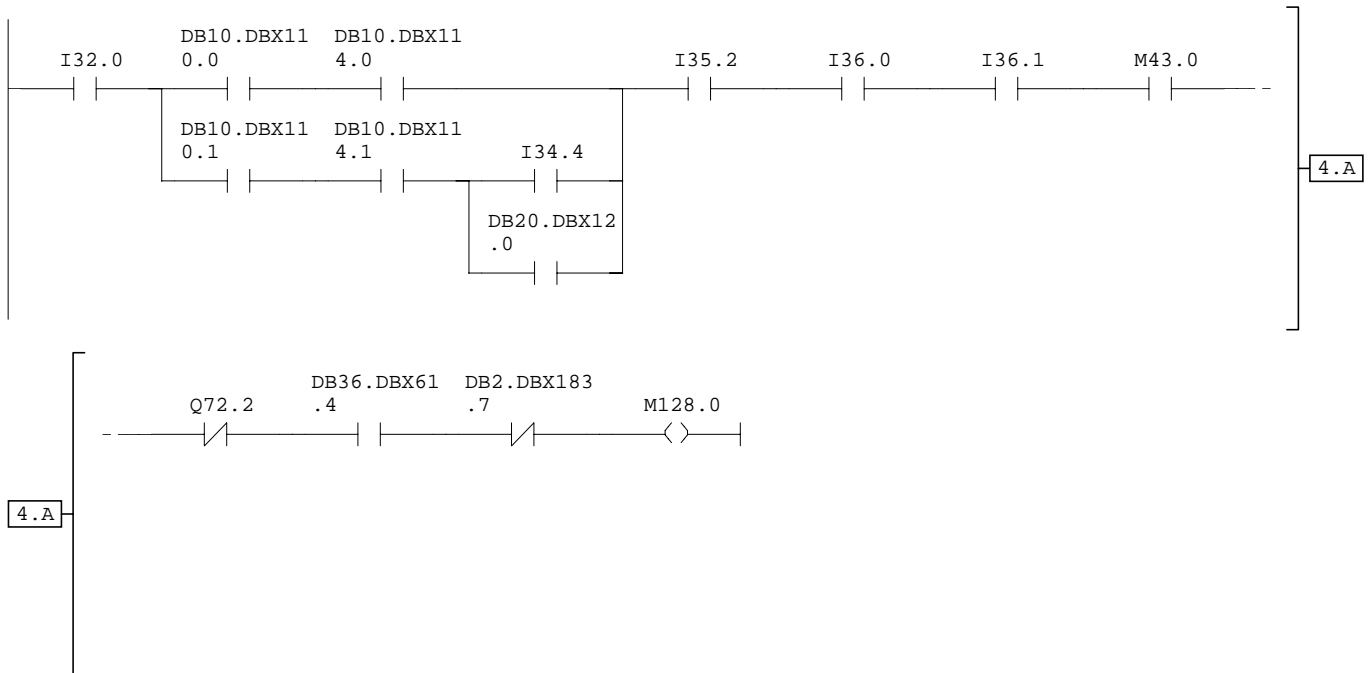 DB10.DBX11 DB10.DBX11
I32.0 0.0 4.0 I35.2 I36.0 I36.1 M43.0
DB10.DBX11 DB10.DBX11
0.1 4.1 I34.4
4.A
DB20.DBX12
.0
DB36.DBX61 DB2.DBX183
Q72.2 .4 .7 M128.0
4.A